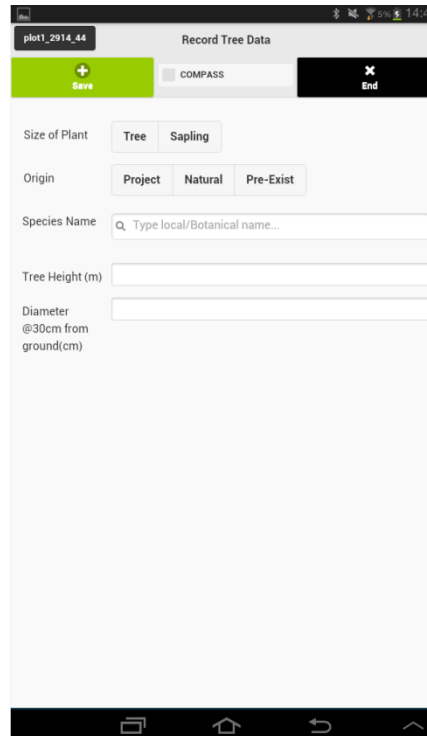 5% 14:4
plot1_2914_44
Record Tree Data
Save
COMPASS
End
Size of Plant
Tree
Sapling
Origin
Project
Natural
Pre-Exist
Species Name
Type local/Botanical name...
Tree Height (m)
Diameter
@30cm from
ground(cm)